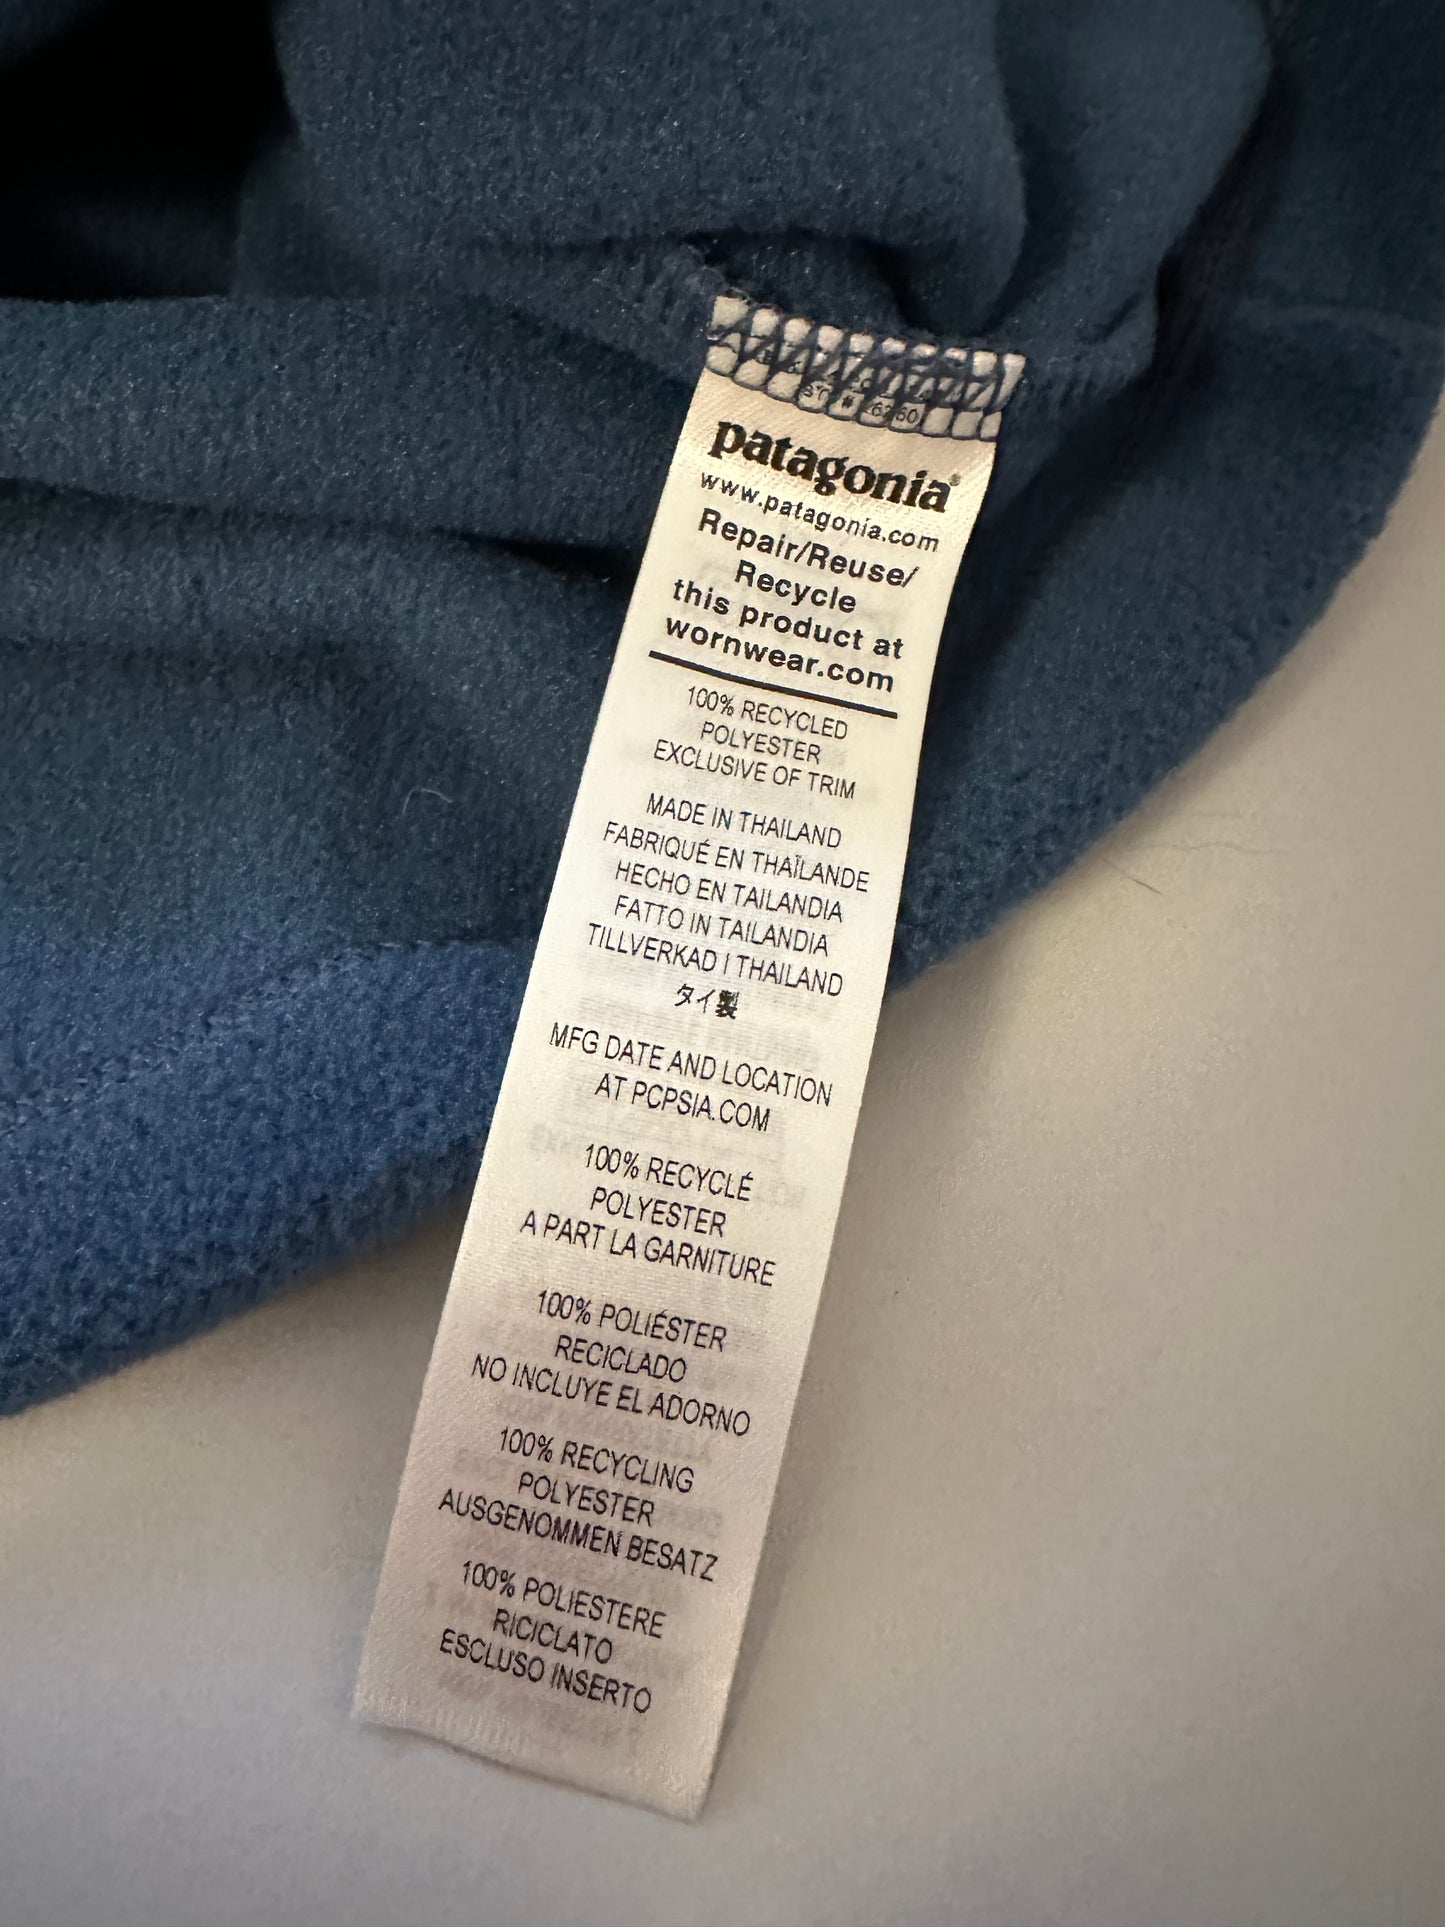 patagonia®
www.patagonia.com
Repair/Reuse/
Recycle
this product at
wornwear.com
100% RECYCLED
POLYESTER
EXCLUSIVE OF TRIM
MADE IN THAILAND
FABRIQUÉ EN THAÏLANDE
HECHO EN TAILANDIA
FATTO IN TAILANDIA
TILLVERKAD I THAILAND
タイ製
MFG DATE AND LOCATION
AT PCPSIA.COM
100% RECYCLÉ
POLYESTER
A PART LA GARNITURE
100% POLIÉSTER
RECICLADO
NO INCLUYE EL ADORNO
100% RECYCLING
POLYESTER
AUSGENOMMEN BESATZ
100% POLIESTERE
RICICLATO
ESCLUSO INSERTO